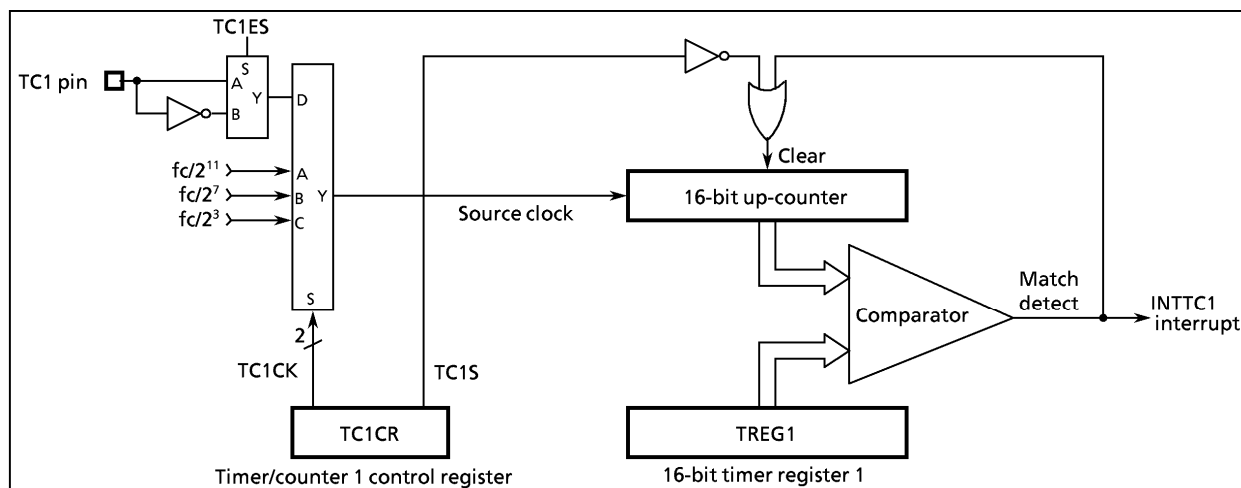 TC1ES
TC1 pin
S
A
Y
B
D
fc/2¹¹
A
fc/2⁷
B
Y
fc/2³
C
S
2
TC1CK
TC1S
Source clock
Clear
16-bit up-counter
Comparator
Match
detect
INTTC1
interrupt
TC1CR
Timer/counter 1 control register
TREG1
16-bit timer register 1